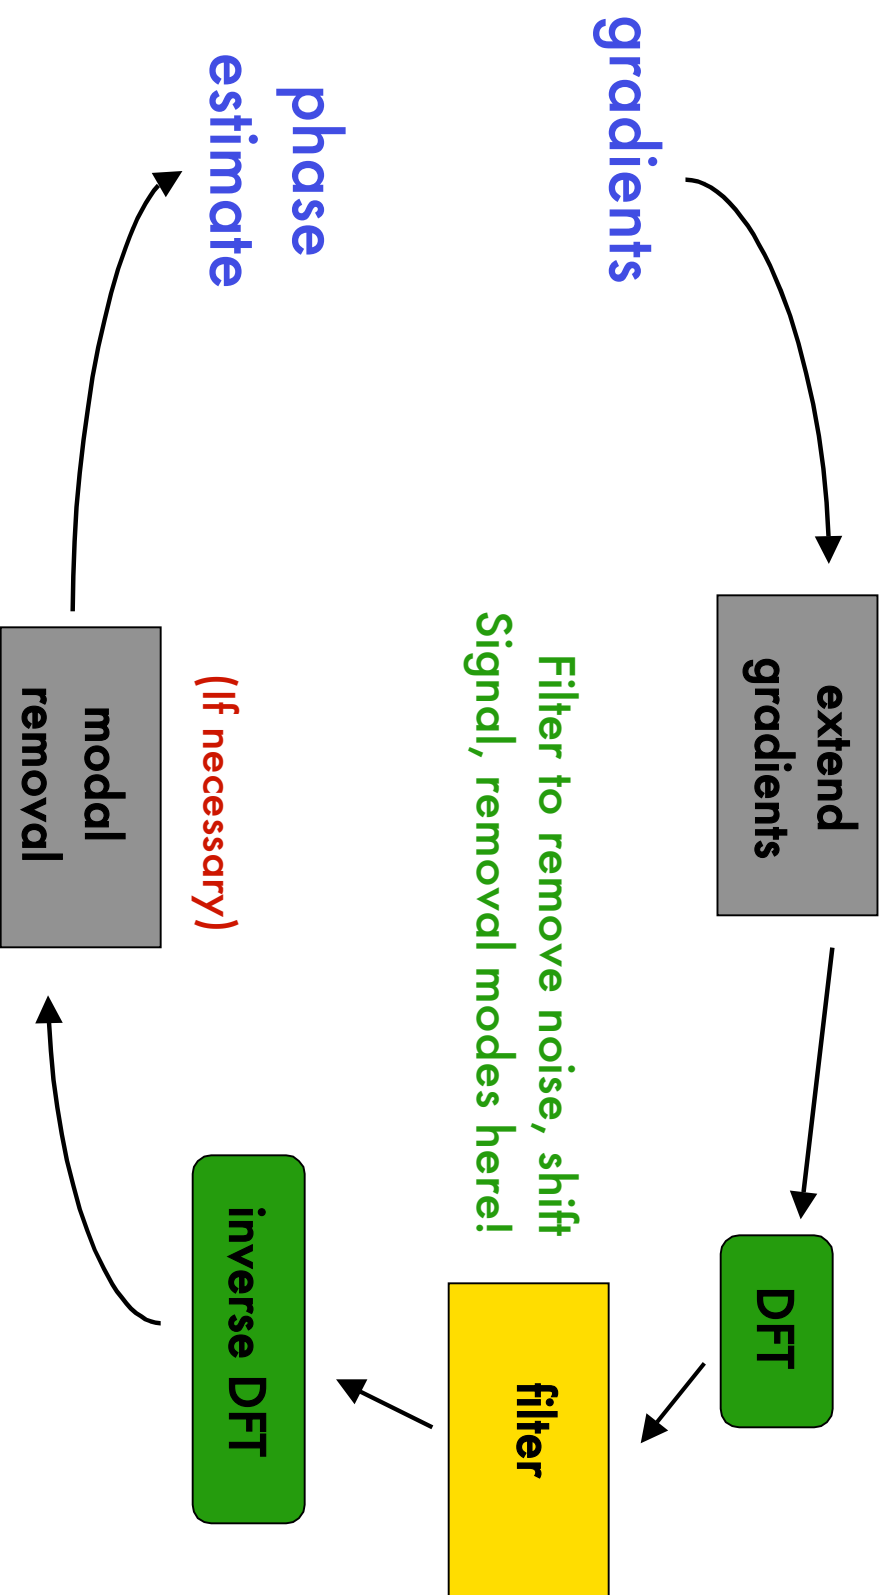 gradients
extend
gradients
DFT
Filter to remove noise, shift
Signal, removal modes here!
filter
phase
estimate
(If necessary)
inverse DFT
modal
removal